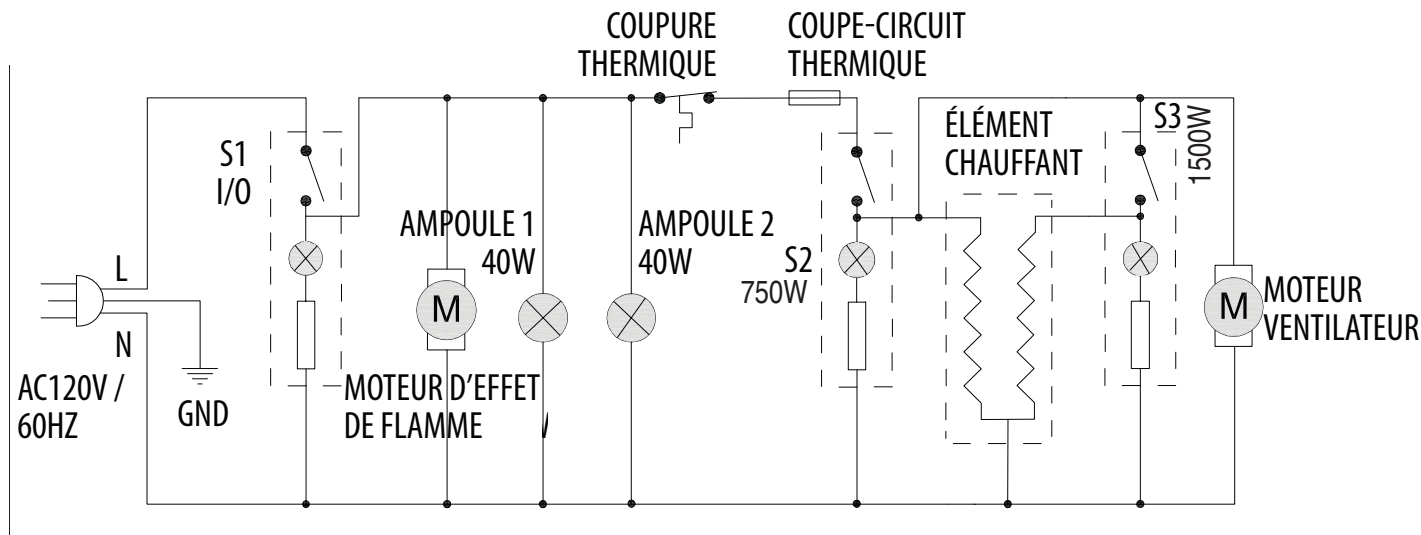 COUPURE
THERMIQUE
COUPE-CIRCUIT
THERMIQUE
S1
I/O
AMPOULE 1
40W
AMPOULE 2
40W
S2
750W
ÉLÉMENT
CHAUFFANT
S3
1500W
L
N
AC120V /
60HZ
GND
M
MOTEUR D'EFFET
DE FLAMME
M
MOTEUR
VENTILATEUR